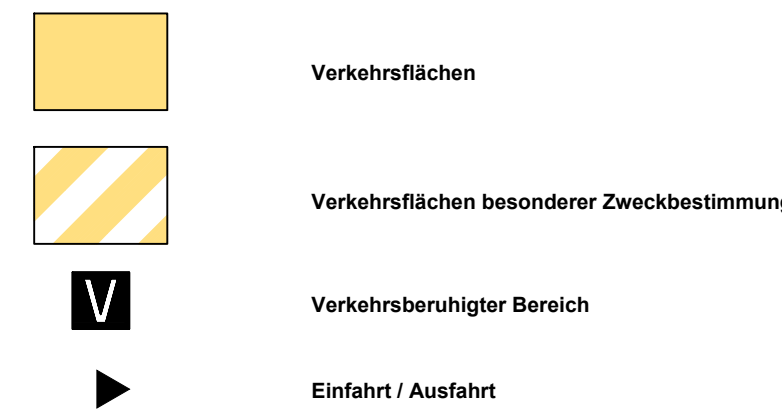 Verkehrsflächen
Verkehrsflächen besonderer Zweckbestimmung
V
Verkehrsberuhigter Bereich
Einfahrt / Ausfahrt